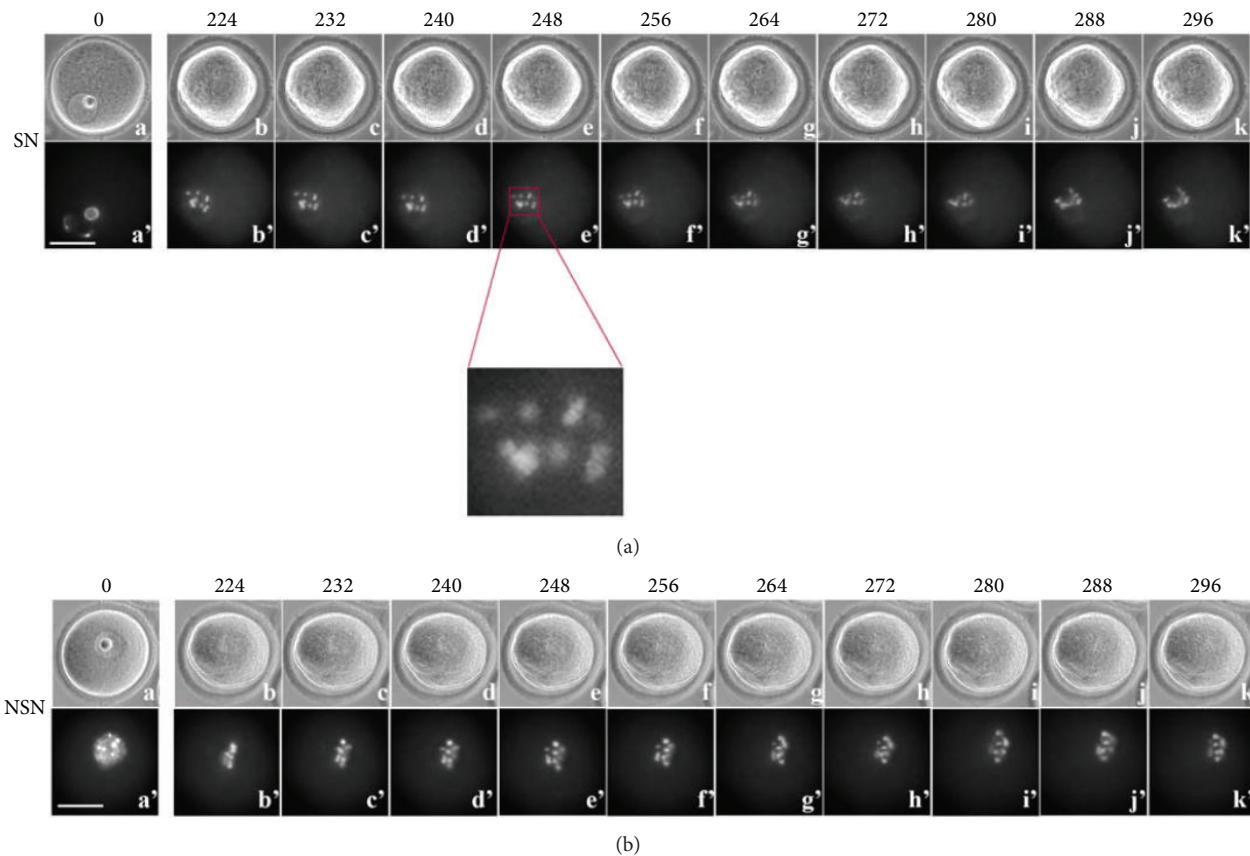 0 224 232 240 248 256 264 272 280 288 296
SN
a b c d e f g h i j k
a' b' c' d' e' f' g' h' i' j' k'
(a)
0 224 232 240 248 256 264 272 280 288 296
NSN
a b c d e f g h i j k
a' b' c' d' e' f' g' h' i' j' k'
(b)